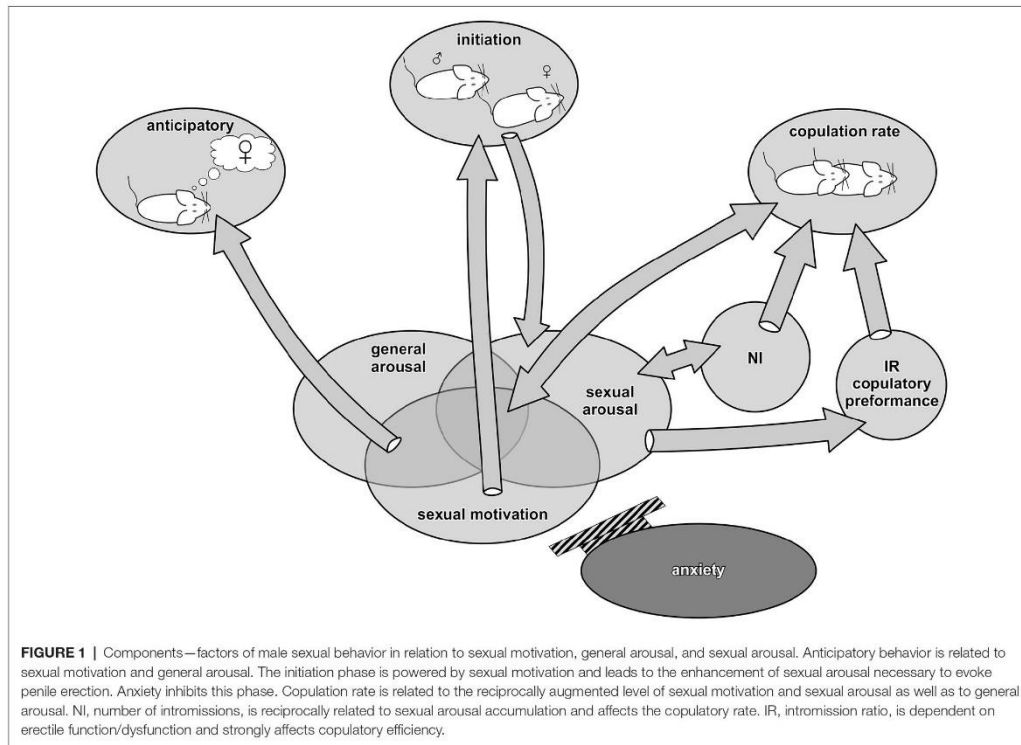 initiation
♂
♀
anticipatory
♀
copulation rate
general
arousal
sexual
arousal
NI
IR
copulatory
preformance
sexual motivation
anxiety
FIGURE 1 | Components—factors of male sexual behavior in relation to sexual motivation, general arousal, and sexual arousal. Anticipatory behavior is related to
sexual motivation and general arousal. The initiation phase is powered by sexual motivation and leads to the enhancement of sexual arousal necessary to evoke
penile erection. Anxiety inhibits this phase. Copulation rate is related to the reciprocally augmented level of sexual motivation and sexual arousal as well as to general
arousal. NI, number of intromissions, is reciprocally related to sexual arousal accumulation and affects the copulatory rate. IR, intromission ratio, is dependent on
erectile function/dysfunction and strongly affects copulatory efficiency.